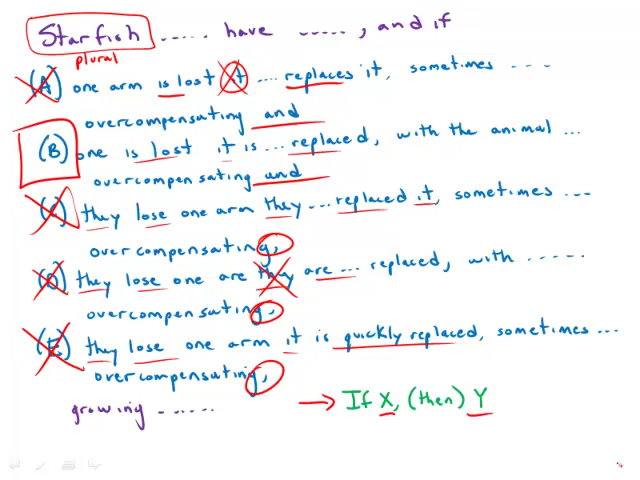 Starfish ..... have ....., and if
plural
(A) one arm is lost it .... replaces it, sometimes ....
overcompensating and
(B) one is lost it is ... replaced, with the animal ...
overcompensating and
(C) they lose one arm they ... replaced it, sometimes ...
overcompensating,
(D) they lose one are they are ... replaced, with ......
overcompensating,
(E) they lose one arm it is quickly replaced, sometimes ...
overcompensating,
growing ...... → If X, (then) Y